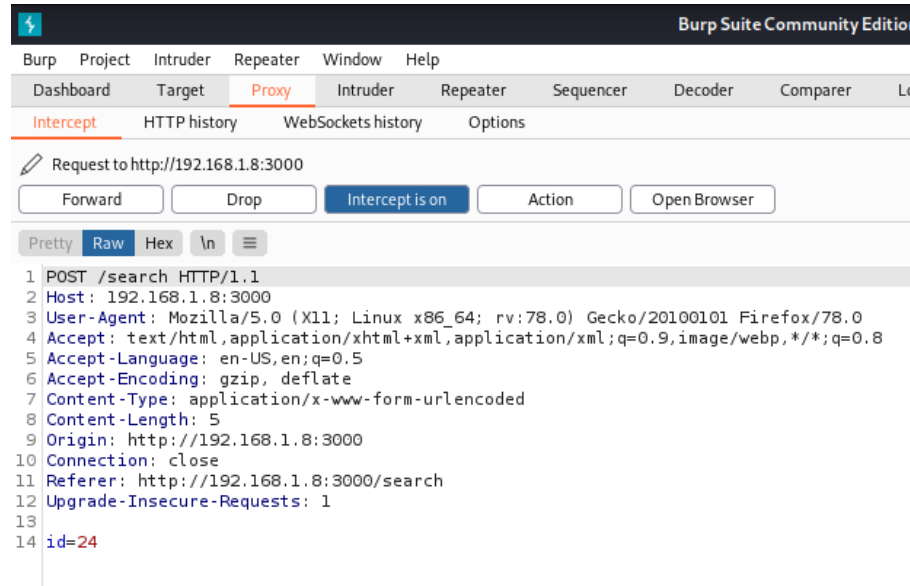 Burp Suite Community Edition
Burp Project Intruder Repeater Window Help
Dashboard Target Proxy Intruder Repeater Sequencer Decoder Comparer
Intercept HTTP history WebSockets history Options
Request to http://192.168.1.8:3000
Forward Drop Intercept is on Action Open Browser
Pretty Raw Hex \n ≡
1 POST /search HTTP/1.1
2 Host: 192.168.1.8:3000
3 User-Agent: Mozilla/5.0 (X11; Linux x86_64; rv:78.0) Gecko/20100101 Firefox/78.0
4 Accept: text/html,application/xhtml+xml,application/xml;q=0.9,image/webp,*/*;q=0.8
5 Accept-Language: en-US,en;q=0.5
6 Accept-Encoding: gzip, deflate
7 Content-Type: application/x-www-form-urlencoded
8 Content-Length: 5
9 Origin: http://192.168.1.8:3000
10 Connection: close
11 Referer: http://192.168.1.8:3000/search
12 Upgrade-Insecure-Requests: 1
13
14 id=24